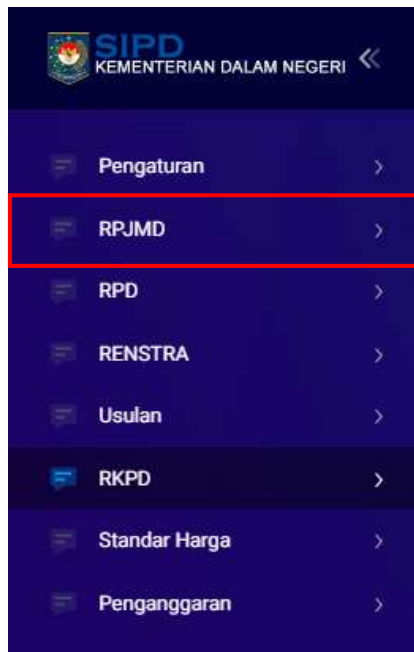 SIPD
KEMENTERIAN DALAM NEGERI
Pengaturan
RPJMD
RPD
RENSTRA
Usulan
RKPD
Standar Harga
Penganggaran